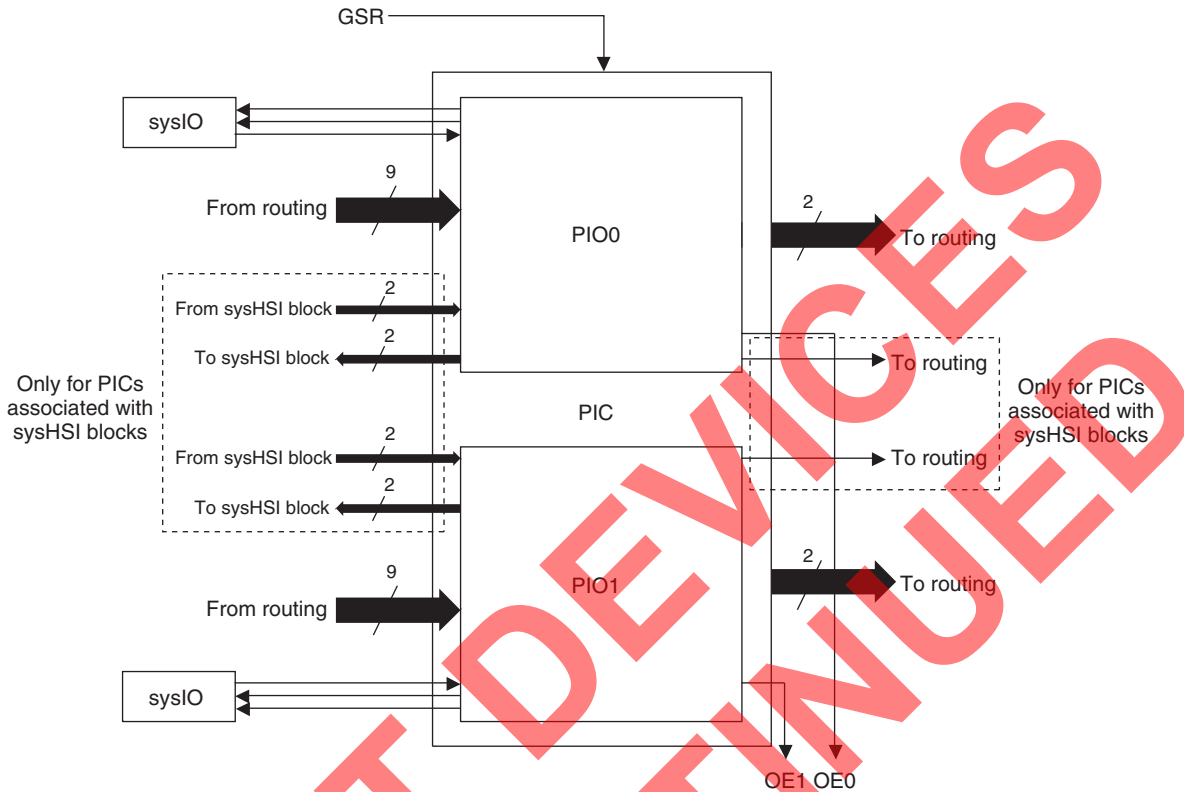 GSR
sysIO
9
From routing
PIO0
2
To routing
From sysHSI block
2
To sysHSI block
2
To routing
Only for PICs
associated with
sysHSI blocks
PIC
Only for PICs
associated with
sysHSI blocks
From sysHSI block
2
To routing
To sysHSI block
2
9
From routing
PIO1
2
To routing
sysIO
OE1 OE0
DEVICES